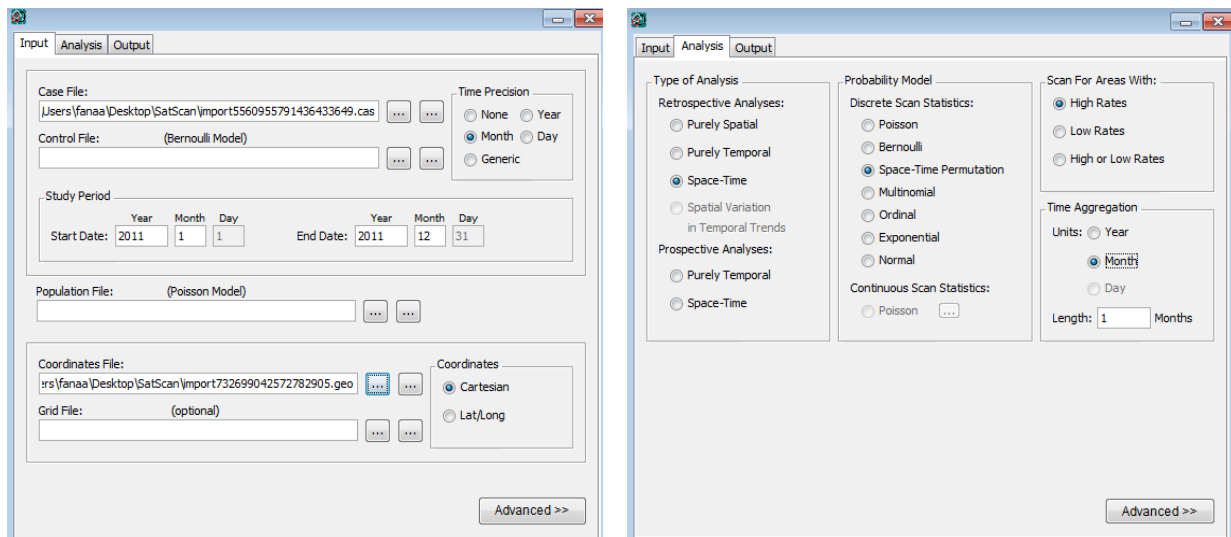 Input Analysis Output
Case File:
Users\fanaa\Desktop\SatScan\import5560955791436433649.cas ... ...
Control File: (Bernoulli Model)
... ...
Time Precision
None Year
Month Day
Generic
Study Period
Year Month Day Year Month Day
Start Date: 2011 1 1 End Date: 2011 12 31
Population File: (Poisson Model)
... ...
Coordinates File:
ers\fanaa\Desktop\SatScan\import732699042572782905.geo ... ...
Grid File: (optional)
... ...
Coordinates
Cartesian
Lat/Long
Advanced >>
Input Analysis Output
Type of Analysis
Retrospective Analyses:
Purely Spatial
Purely Temporal
Space-Time
Spatial Variation
in Temporal Trends
Prospective Analyses:
Purely Temporal
Space-Time
Probability Model
Discrete Scan Statistics:
Poisson
Bernoulli
Space-Time Permutation
Multinomial
Ordinal
Exponential
Normal
Continuous Scan Statistics:
Poisson ...
Scan For Areas With:
High Rates
Low Rates
High or Low Rates
Time Aggregation
Units: Year
Month
Day
Length: 1 Months
Advanced >>